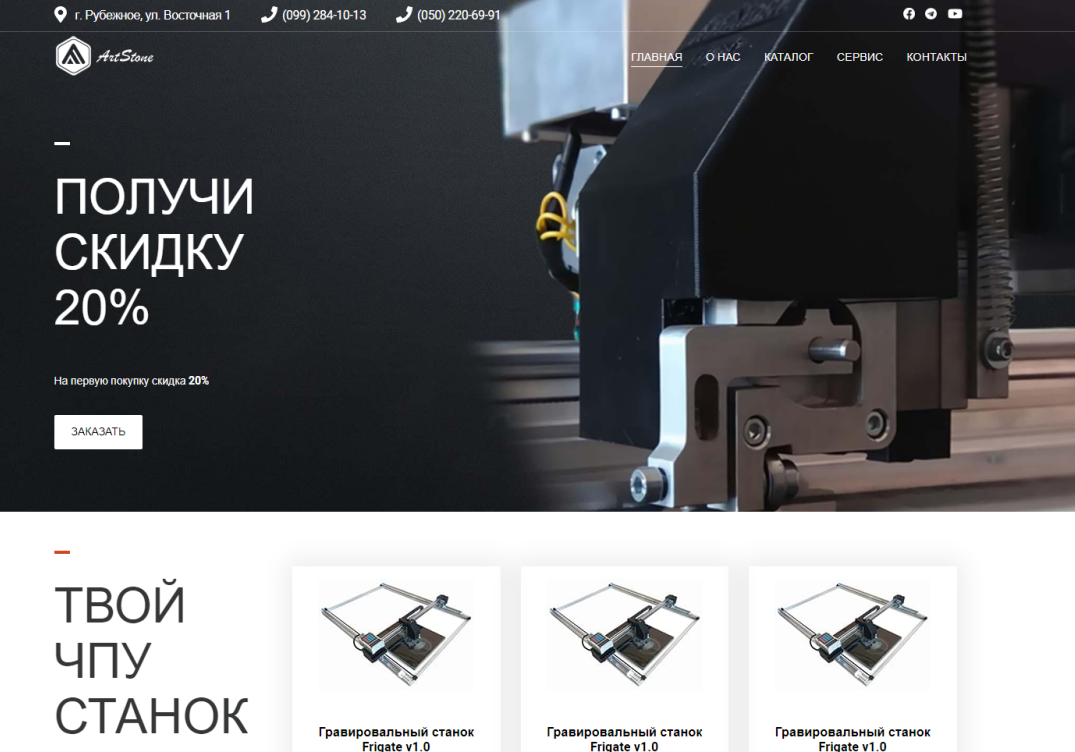 г. Рубежное, ул. Восточная 1
(099) 284-10-13
(050) 220-69-91
ArtStone
ГЛАВНАЯ
О НАС
КАТАЛОГ
СЕРВИС
КОНТАКТЫ
ПОЛУЧИ
СКИДКУ
20%
На первую покупку скидка 20%
ЗАКАЗАТЬ
ТВОЙ
ЧПУ
СТАНОК
Гравировальный станок
Frigate v1.0
Гравировальный станок
Frigate v1.0
Гравировальный станок
Frigate v1.0